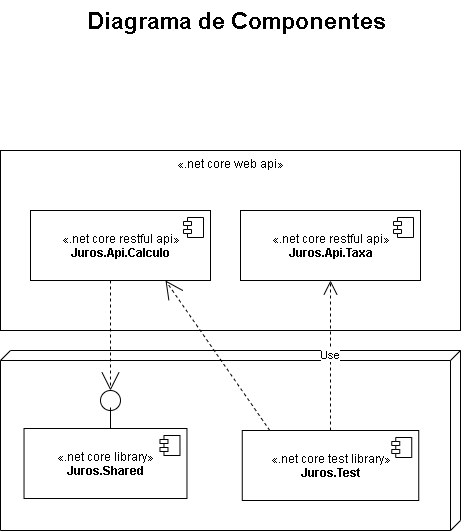 Diagrama de Componentes
«.net core web api»
«.net core restful api»
Juros.Api.Calculo
«.net core restful api»
Juros.Api.Taxa
Use
«.net core library»
Juros.Shared
«.net core test library»
Juros.Test